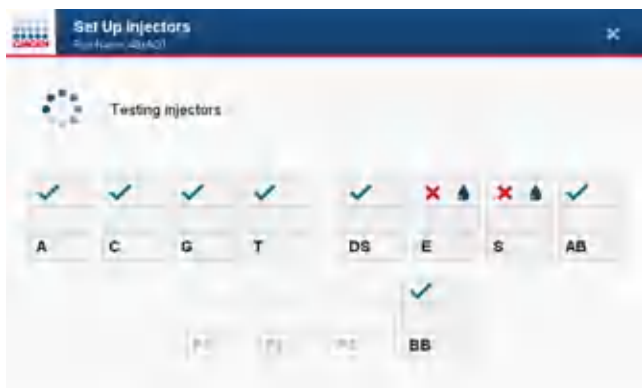 Set Up Injectors
Testing injectors
A C G T DS E S AB
BB